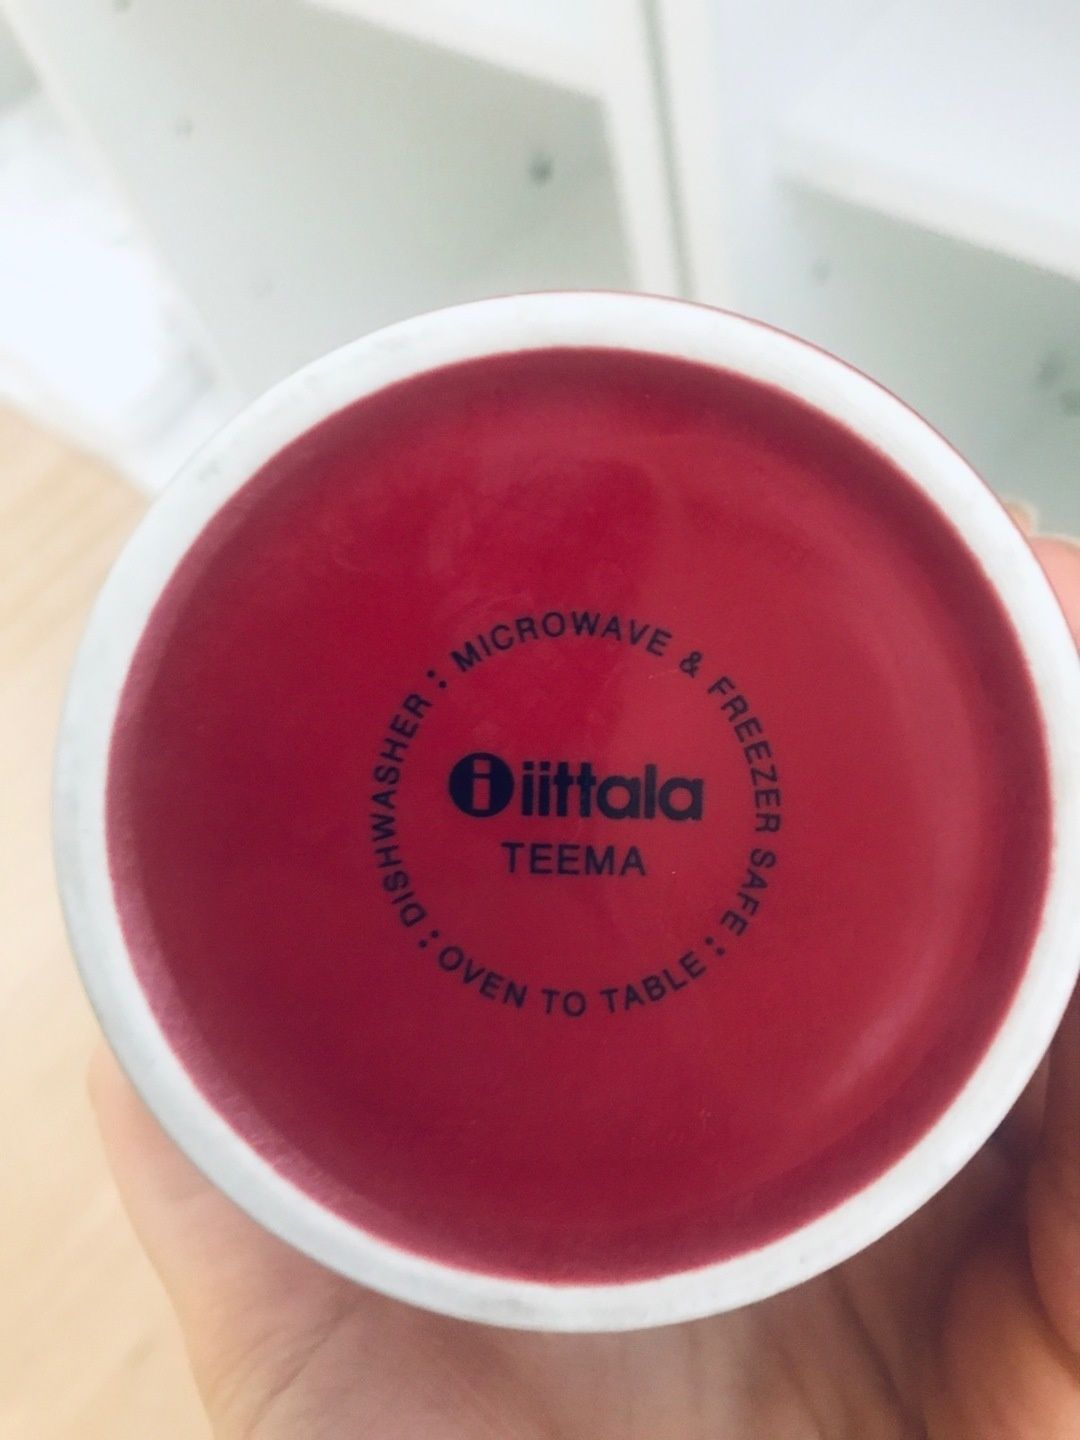 DISHWASHER : MICROWAVE & FREEZER SAFE : OVEN TO TABLE :
i iittala
TEEMA